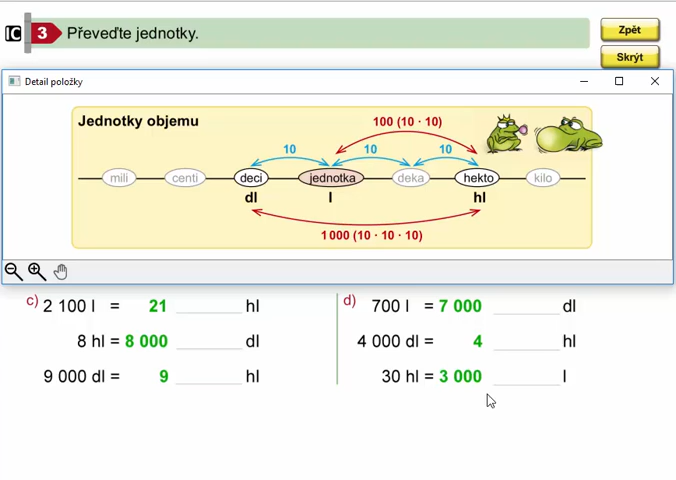 3 Převeďte jednotky.
Zpět
Skrýt
Detail položky
Jednotky objemu
100 (10 · 10)
10 10 10
mili centi deci jednotka deka hekto kilo
dl l hl
1 000 (10 · 10 · 10)
c) 2 100 l = 21 hl
8 hl = 8 000 dl
9 000 dl = 9 hl
d) 700 l = 7 000 dl
4 000 dl = 4 hl
30 hl = 3 000 l